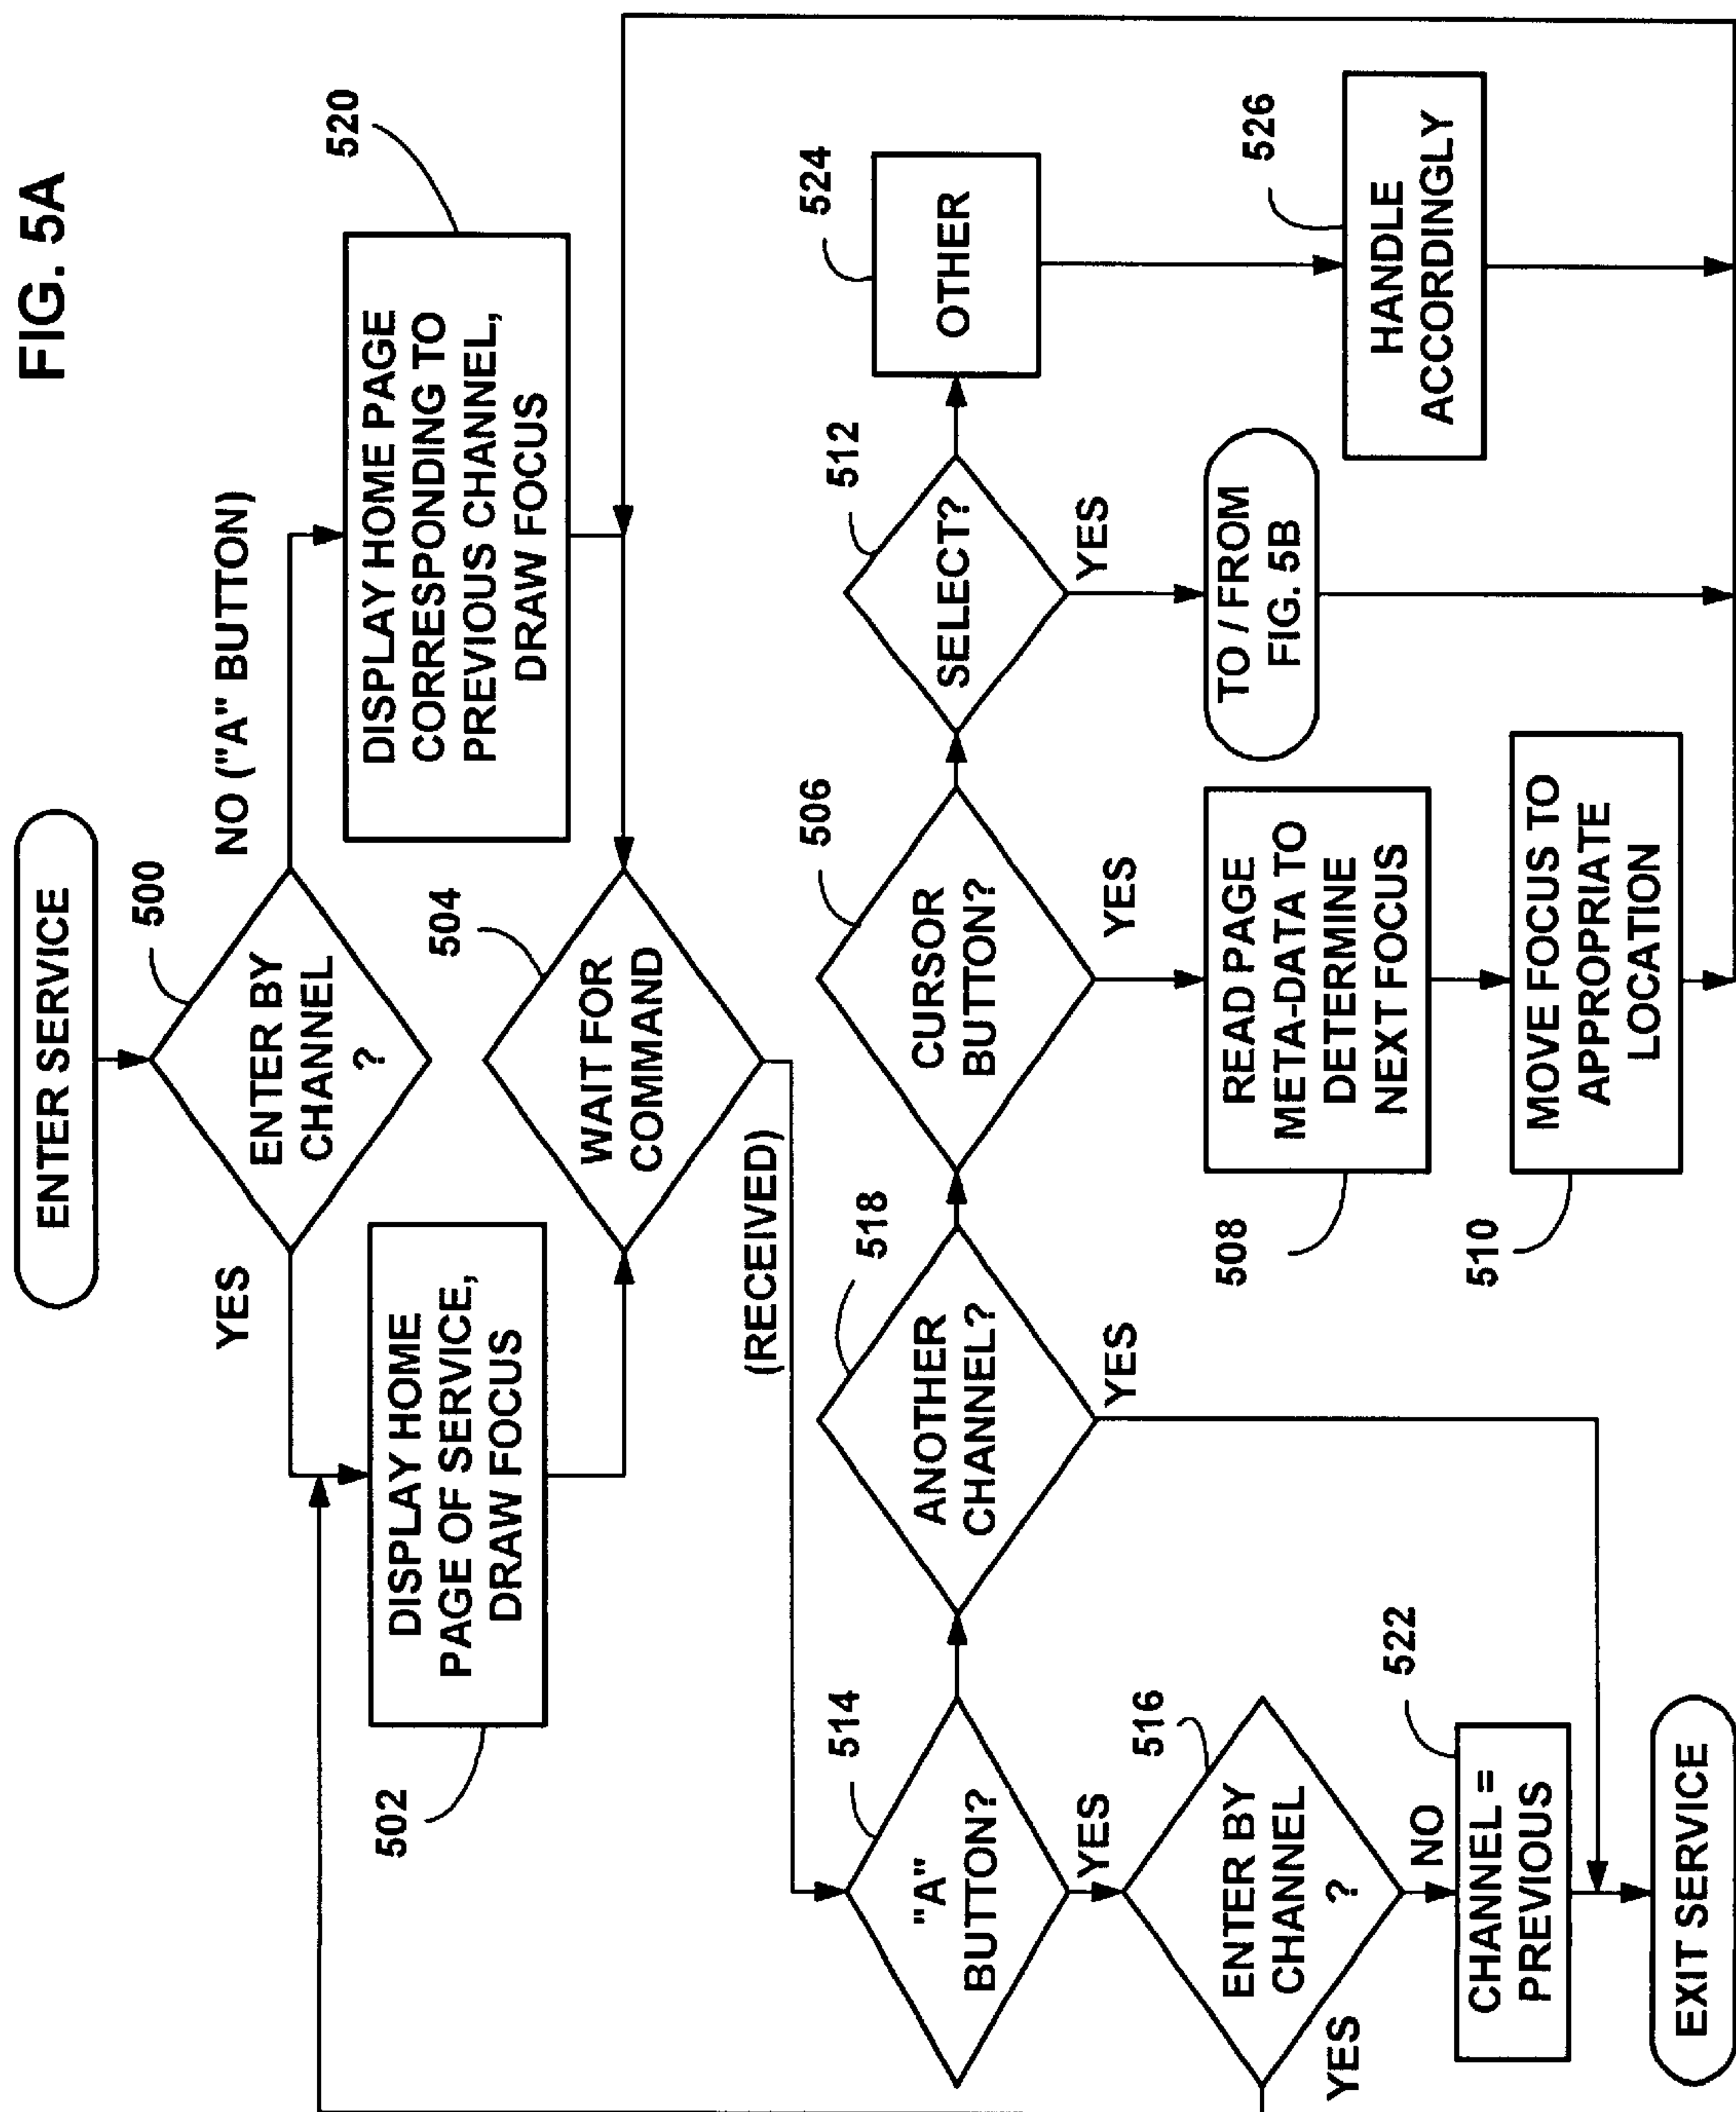 FIG. 5A
ENTER SERVICE
500
ENTER BY
CHANNEL
?
YES
NO ("A" BUTTON)
502
DISPLAY HOME
PAGE OF SERVICE,
DRAW FOCUS
520
DISPLAY HOME PAGE
CORRESPONDING TO
PREVIOUS CHANNEL,
DRAW FOCUS
504
WAIT FOR
COMMAND
(RECEIVED)
514
"A"
BUTTON?
YES
518
ANOTHER
CHANNEL?
YES
506
CURSOR
BUTTON?
YES
512
SELECT?
YES
524
OTHER
516
ENTER BY
CHANNEL
?
YES
NO
508
READ PAGE
META-DATA TO
DETERMINE
NEXT FOCUS
TO / FROM
FIG. 5B
526
HANDLE
ACCORDINGLY
522
CHANNEL =
PREVIOUS
510
MOVE FOCUS TO
APPROPRIATE
LOCATION
EXIT SERVICE